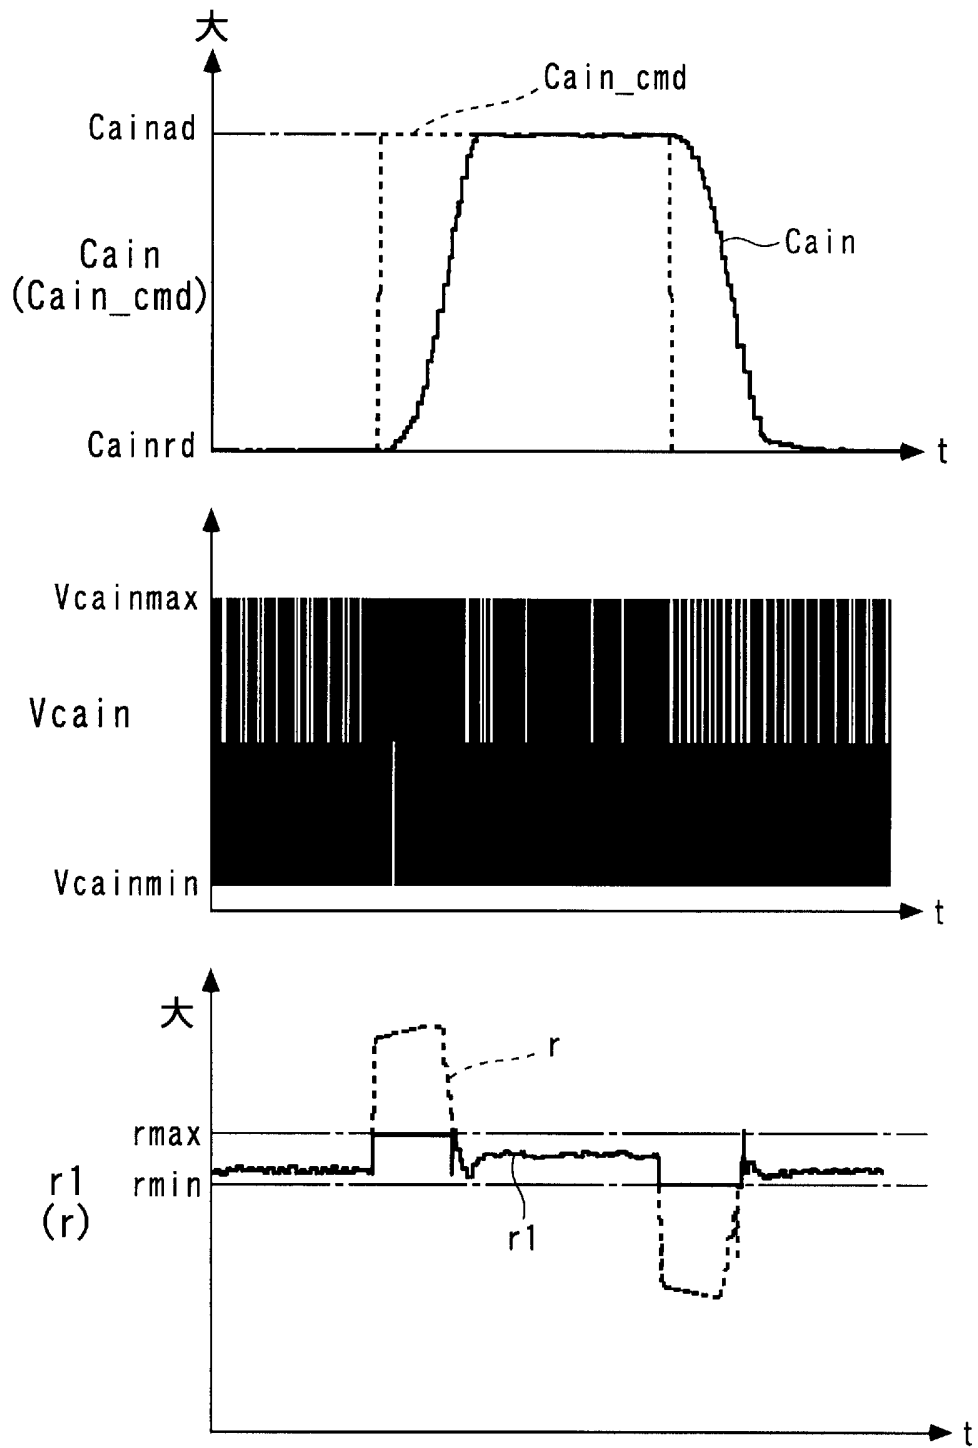 大
Cain_cmd
Cainad
Cain
(Cain_cmd)
Cain
Cainrd
t
Vcainmax
Vcain
Vcainmin
t
大
r
rmax
rmin
r1
(r)
r1
t